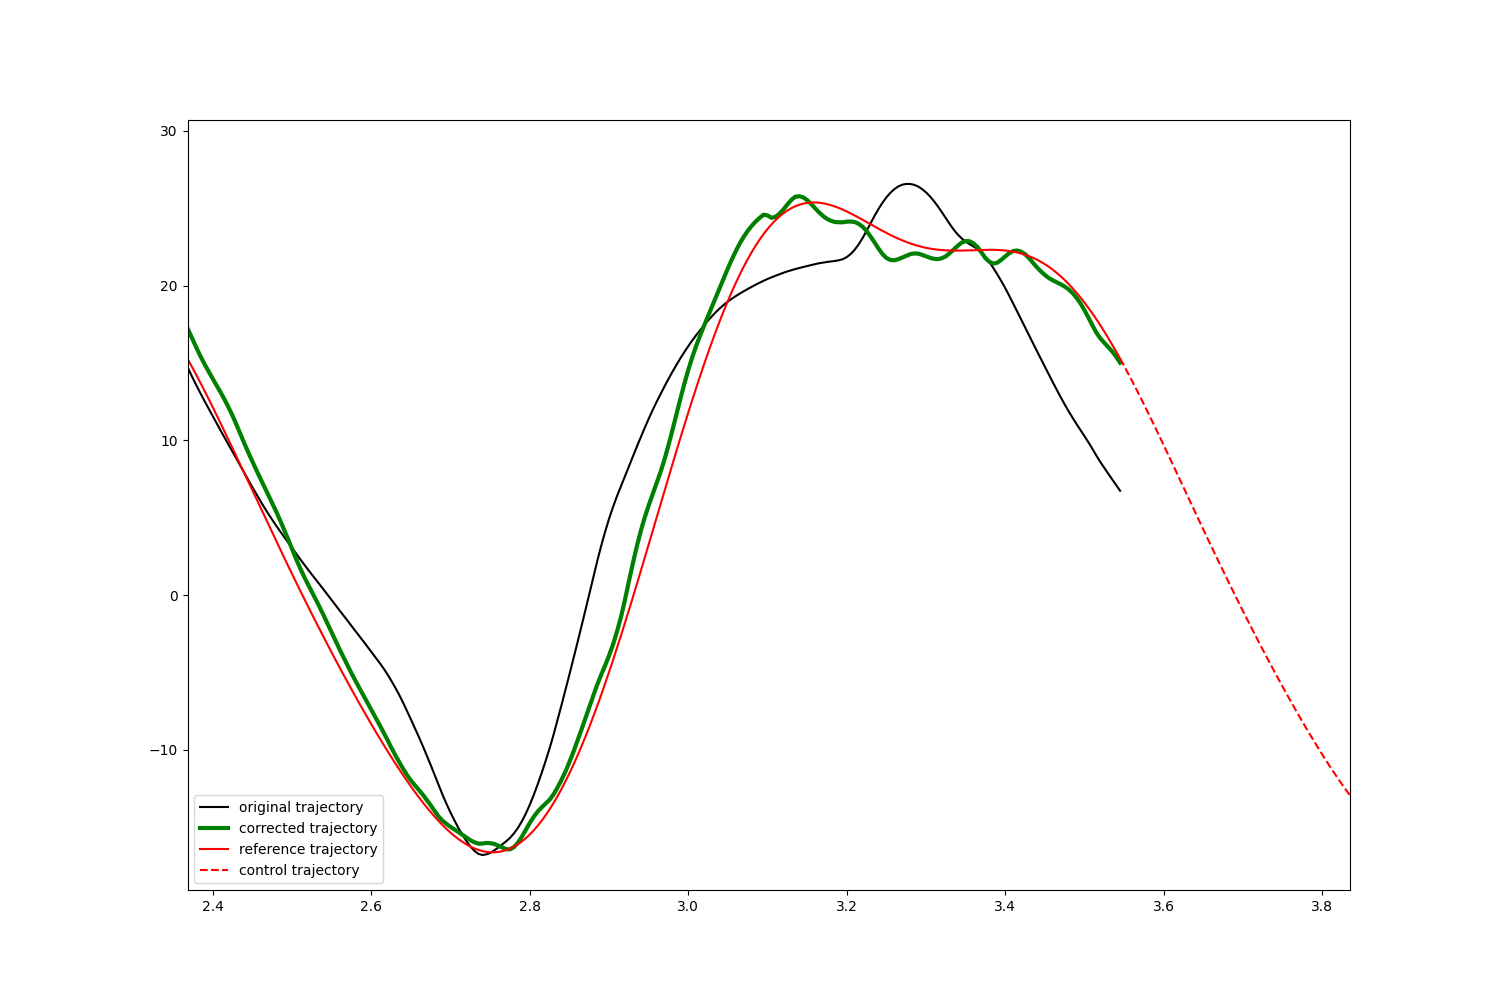 30
20
10
0
−10
original trajectory
corrected trajectory
reference trajectory
control trajectory
2.4 2.6 2.8 3.0 3.2 3.4 3.6 3.8